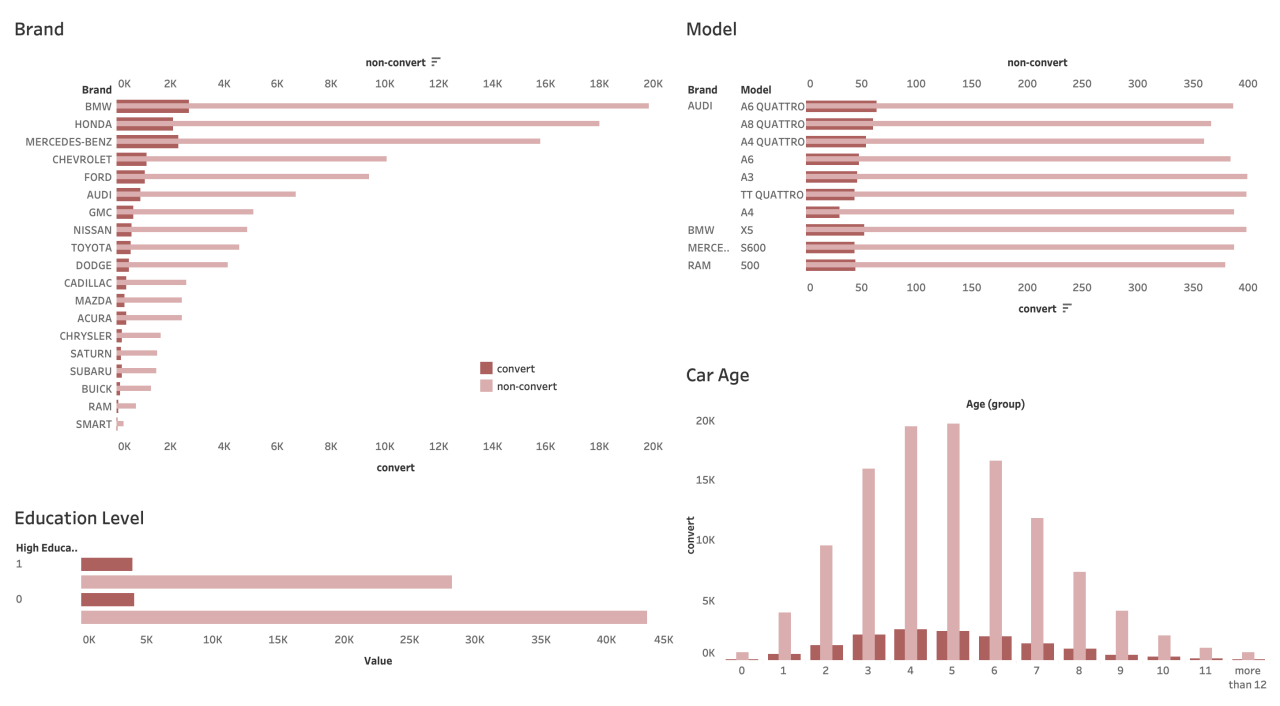 Brand
non-convert
0K 2K 4K 6K 8K 10K 12K 14K 16K 18K 20K
Brand
BMW
HONDA
MERCEDES-BENZ
CHEVROLET
FORD
AUDI
GMC
NISSAN
TOYOTA
DODGE
CADILLAC
MAZDA
ACURA
CHRYSLER
SATURN
SUBARU
BUICK
RAM
SMART
convert
non-convert
0K 2K 4K 6K 8K 10K 12K 14K 16K 18K 20K
convert
Education Level
High Educa..
1
0
0K 5K 10K 15K 20K 25K 30K 35K 40K 45K
Value
Model
non-convert
0 50 100 150 200 250 300 350 400
Brand Model
AUDI A6 QUATTRO
A8 QUATTRO
A4 QUATTRO
A6
A3
TT QUATTRO
A4
BMW X5
MERCE.. S600
RAM 500
0 50 100 150 200 250 300 350 400
convert
Car Age
Age (group)
20K
15K
10K
5K
0K
convert
0 1 2 3 4 5 6 7 8 9 10 11 more
than 12